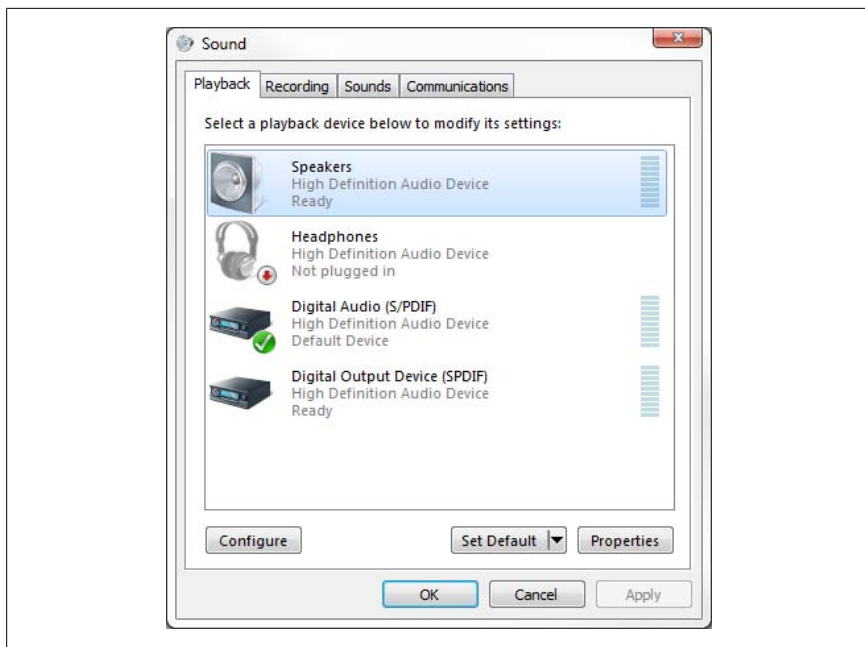 Sound
Playback Recording Sounds Communications
Select a playback device below to modify its settings:
Speakers
High Definition Audio Device
Ready
Headphones
High Definition Audio Device
Not plugged in
Digital Audio (S/PDIF)
High Definition Audio Device
Default Device
Digital Output Device (SPDIF)
High Definition Audio Device
Ready
Configure Set Default Properties
OK Cancel Apply